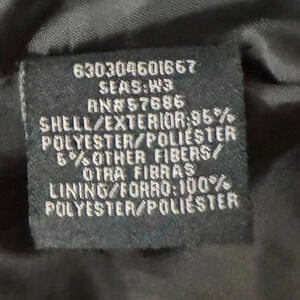 630304601667
SEAS:W3
RN#57686
SHELL/EXTERIOR:95%
POLYESTER/POLIÉSTER
5%OTHER FIBERS/
OTRA FIBRAS
LINING/FORRO:100%
POLYESTER/POLIÉSTER